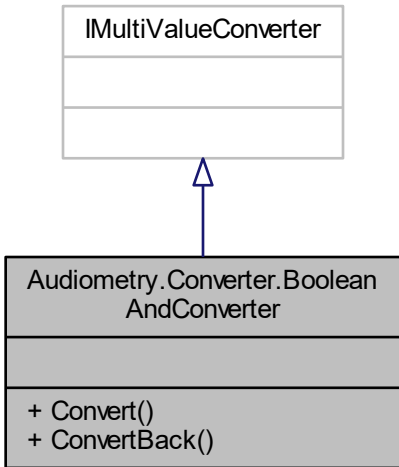 IMultiValueConverter
Audiometry.Converter.Boolean
AndConverter
+ Convert()
+ ConvertBack()